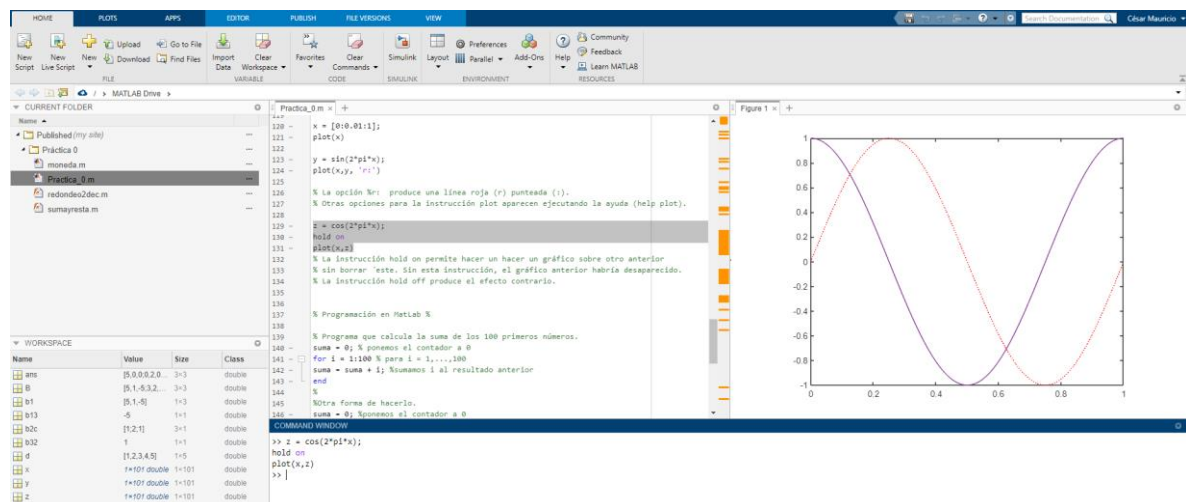 HOME PLOTS APPS EDITOR PUBLISH FILE VERSIONS VIEW Search Documentation César Mauricio
New Script
New Live Script
New
Upload
Download
Go to File
Find Files
FILE
Import Data
Clear Workspace
VARIABLE
Favorites
Clear Commands
CODE
Simulink
SIMULINK
Layout
Preferences
Parallel
Add-Ons
ENVIRONMENT
Help
Community
Feedback
Learn MATLAB
RESOURCES
/ > MATLAB Drive >
CURRENT FOLDER
Name
Published (my site)
Práctica 0
moneda.m
Practica_0.m
redondeo2dec.m
sumayresta.m
WORKSPACE
Name Value Size Class
ans [5,0,0;0,2,0... 3×3 double
B [5,1,-5;3,2,... 3×3 double
b1 [5,1,-5] 1×3 double
b13 -5 1×1 double
b2c [1;2;1] 3×1 double
b32 1 1×1 double
d [1,2,3,4,5] 1×5 double
x 1×101 double 1×101 double
y 1×101 double 1×101 double
z 1×101 double 1×101 double
Practica_0.m × +
119
120 - x = [0:0.01:1];
121 - plot(x)
122
123 - y = sin(2*pi*x);
124 - plot(x,y, 'r:')
125
126 % La opción %r: produce una línea roja (r) punteada (:).
127 % Otras opciones para la instrucción plot aparecen ejecutando la ayuda (help plot).
128
129 - z = cos(2*pi*x);
130 - hold on
131 - plot(x,z)
132 % La instrucción hold on permite hacer un hacer un gráfico sobre otro anterior
133 % sin borrar ´este. Sin esta instrucción, el gráfico anterior habría desaparecido.
134 % La instrucción hold off produce el efecto contrario.
135
136
137 % Programación en MatLab %
138
139 % Programa que calcula la suma de los 100 primeros números.
140 - suma = 0; % ponemos el contador a 0
141 - for i = 1:100 % para i = 1,...,100
142 - suma = suma + i; %sumamos i al resultado anterior
143 - end
144 %
145 %Otra forma de hacerlo.
146 - suma = 0; %ponemos el contador a 0
Figure 1 × +
1
0.8
0.6
0.4
0.2
0
-0.2
-0.4
-0.6
-0.8
-1
0 0.2 0.4 0.6 0.8 1
COMMAND WINDOW
>> z = cos(2*pi*x);
hold on
plot(x,z)
>>